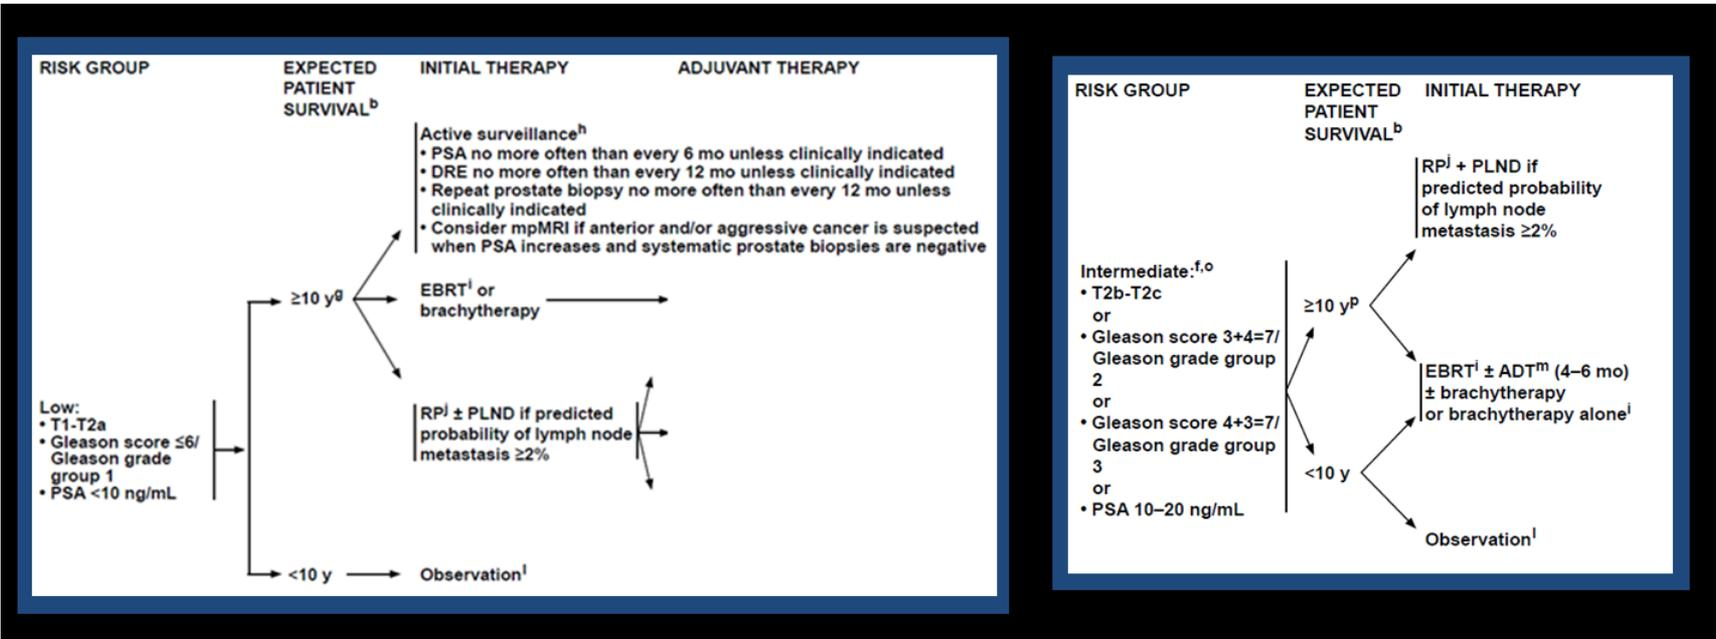 RISK GROUP
EXPECTED
PATIENT
SURVIVALb
INITIAL THERAPY
ADJUVANT THERAPY
Active surveillanceh
• PSA no more often than every 6 mo unless clinically indicated
• DRE no more often than every 12 mo unless clinically indicated
• Repeat prostate biopsy no more often than every 12 mo unless
clinically indicated
• Consider mpMRI if anterior and/or aggressive cancer is suspected
when PSA increases and systematic prostate biopsies are negative
≥10 yg
EBRTi or
brachytherapy
Low:
• T1-T2a
• Gleason score ≤6/
Gleason grade
group 1
• PSA <10 ng/mL
RPj ± PLND if predicted
probability of lymph node
metastasis ≥2%
<10 y
Observationl
RISK GROUP
EXPECTED
PATIENT
SURVIVALb
INITIAL THERAPY
RPj + PLND if
predicted probability
of lymph node
metastasis ≥2%
Intermediate:f,o
• T2b-T2c
or
• Gleason score 3+4=7/
Gleason grade group
2
or
• Gleason score 4+3=7/
Gleason grade group
3
or
• PSA 10–20 ng/mL
≥10 yp
EBRTi ± ADTm (4–6 mo)
± brachytherapy
or brachytherapy alonei
<10 y
Observationl